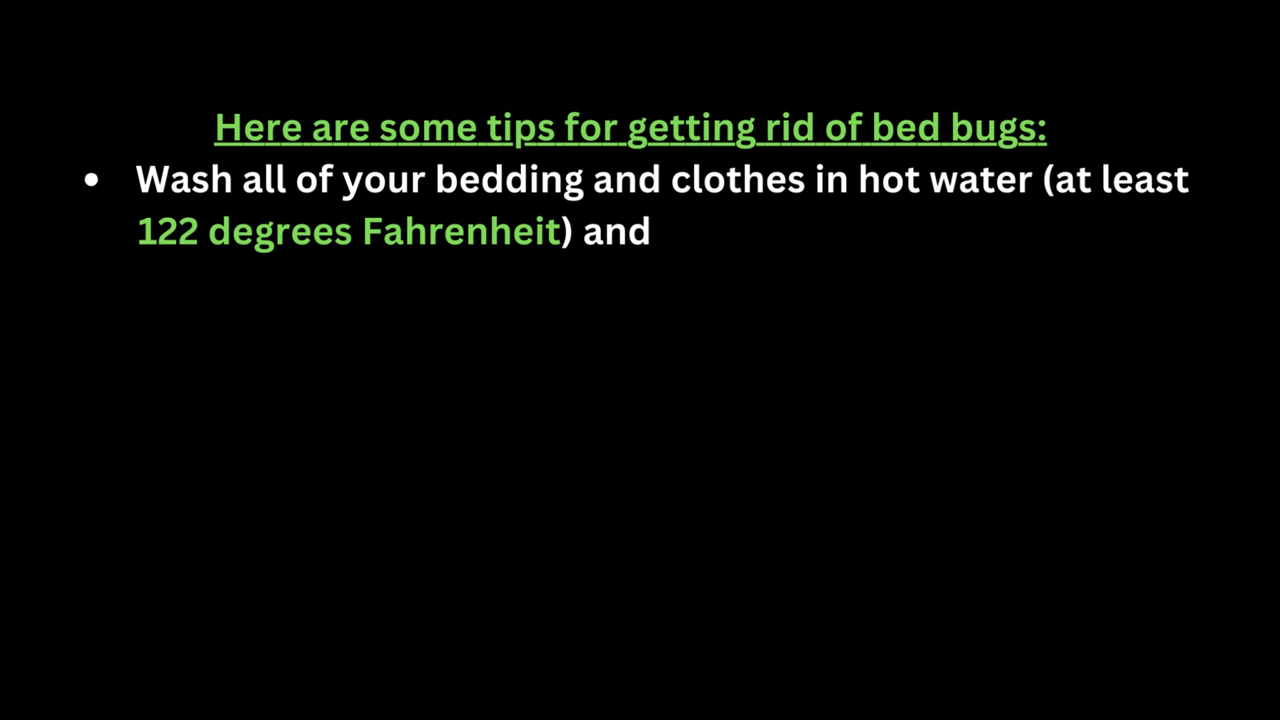 Here are some tips for getting rid of bed bugs:
• Wash all of your bedding and clothes in hot water (at least
122 degrees Fahrenheit) and